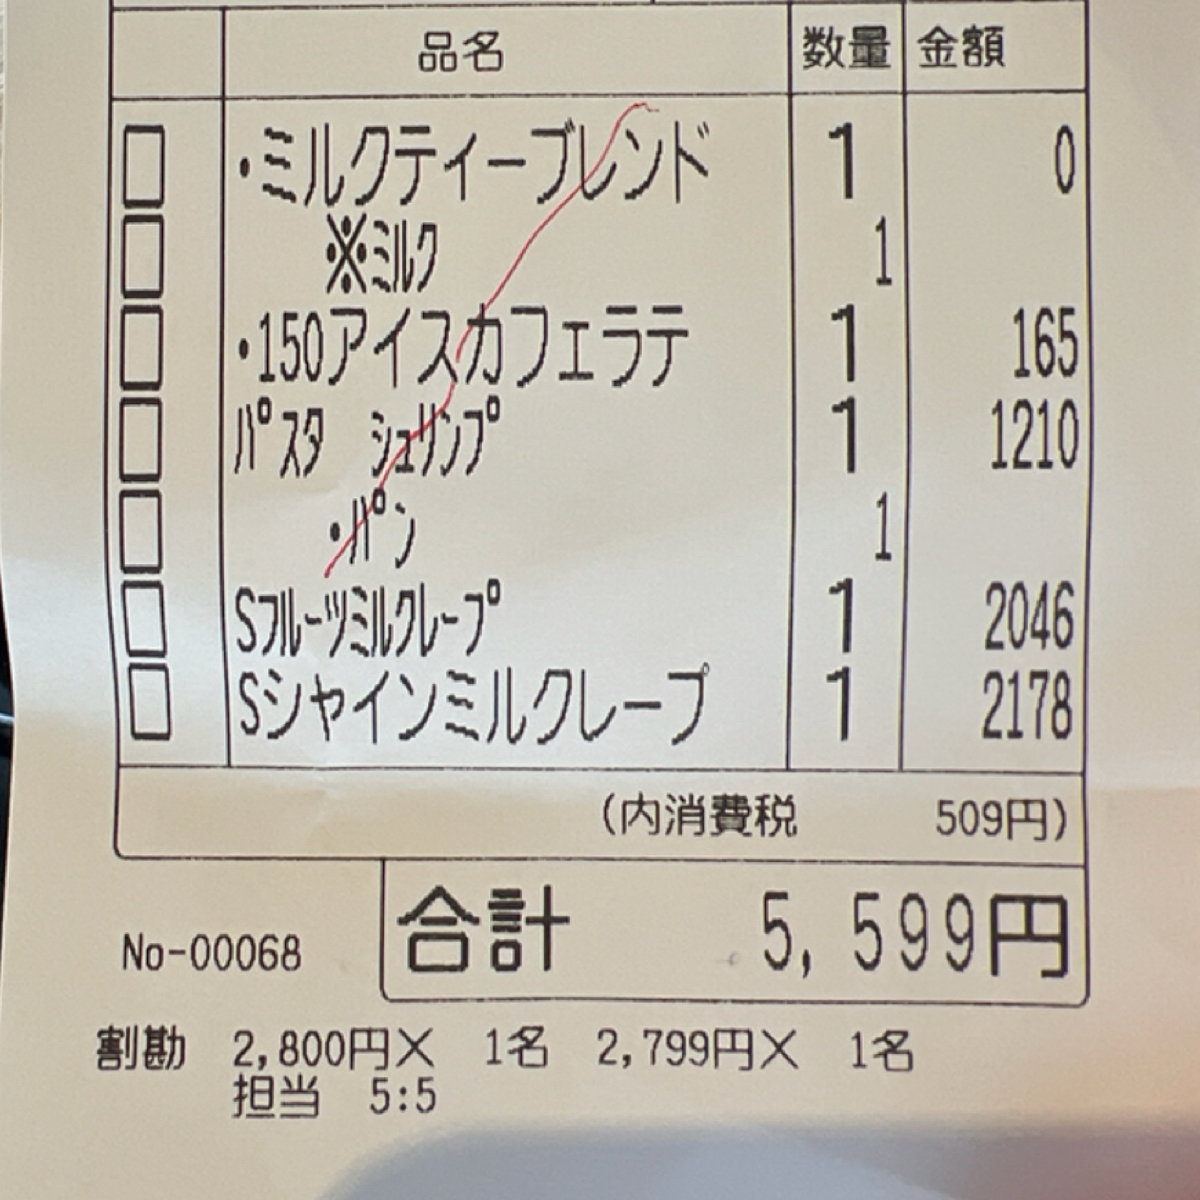 品名 数量 金額
・ミルクティーブレンド 1 0
※ミルク 1
・150アイスカフェラテ 1 165
パスタ シュリンプ 1 1210
・パン 1
Sフルーツミルクレープ 1 2046
Sシャインミルクレープ 1 2178
(内消費税 509円)
No-00068 合計 5,599円
割勘 2,800円× 1名 2,799円× 1名
担当 5:5